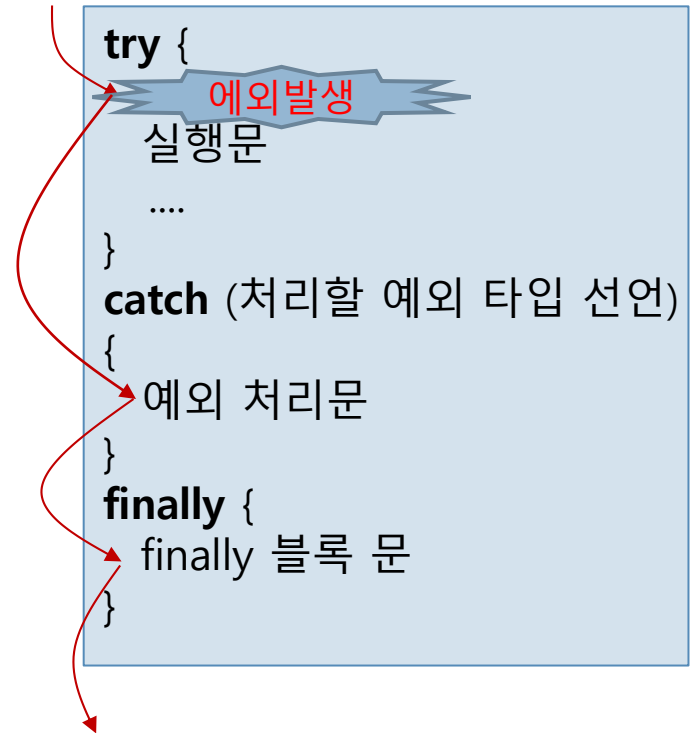 try {
에외발생
실행문
....
}
catch (처리할 예외 타입 선언)
{
예외 처리문
}
finally {
finally 블록 문
}